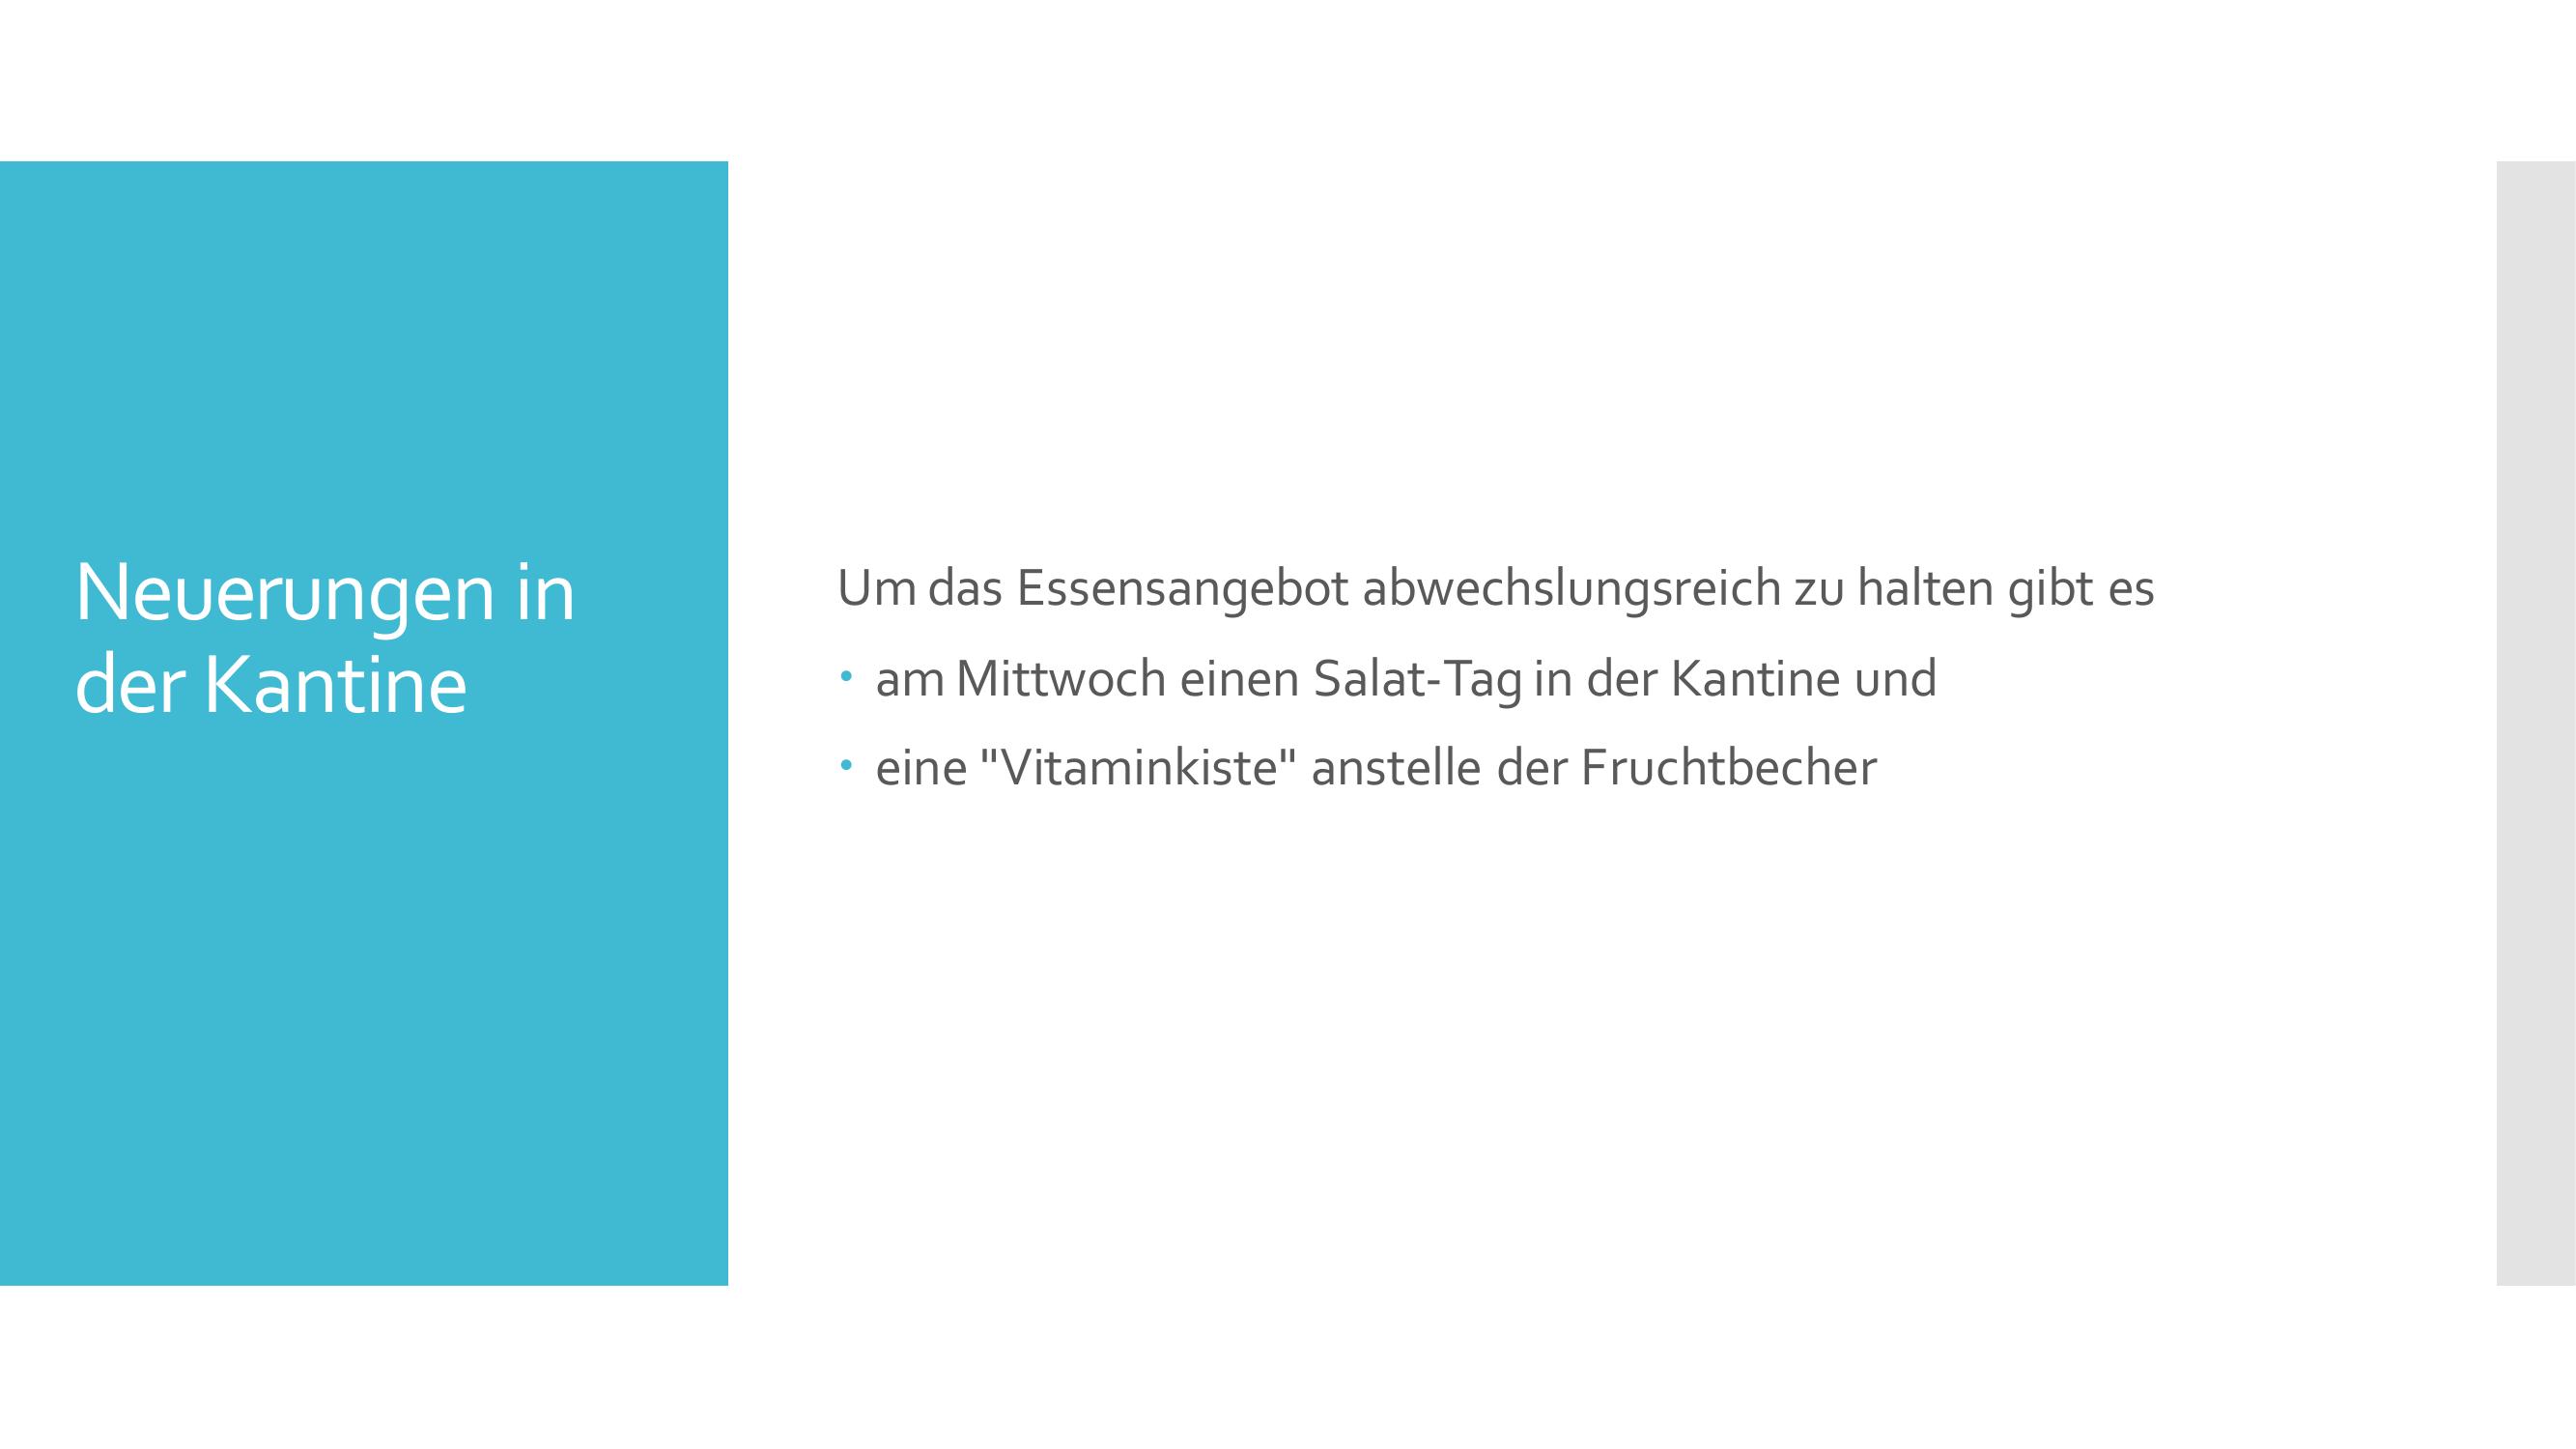 Neuerungen in
der Kantine
Um das Essensangebot abwechslungsreich zu halten gibt es
• am Mittwoch einen Salat-Tag in der Kantine und
• eine "Vitaminkiste" anstelle der Fruchtbecher